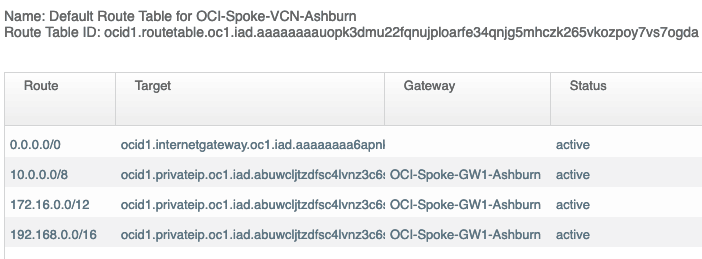 Name: Default Route Table for OCI-Spoke-VCN-Ashburn
Route Table ID: ocid1.routetable.oc1.iad.aaaaaaaauopk3dmu22fqnujploarfe34qnjg5mhczk265vkozpoy7vs7ogda
Route Target Gateway Status
0.0.0.0/0 ocid1.internetgateway.oc1.iad.aaaaaaaa6apnl active
10.0.0.0/8 ocid1.privateip.oc1.iad.abuwcljtzdfsc4lvnz3c6s OCI-Spoke-GW1-Ashburn active
172.16.0.0/12 ocid1.privateip.oc1.iad.abuwcljtzdfsc4lvnz3c6s OCI-Spoke-GW1-Ashburn active
192.168.0.0/16 ocid1.privateip.oc1.iad.abuwcljtzdfsc4lvnz3c6s OCI-Spoke-GW1-Ashburn active